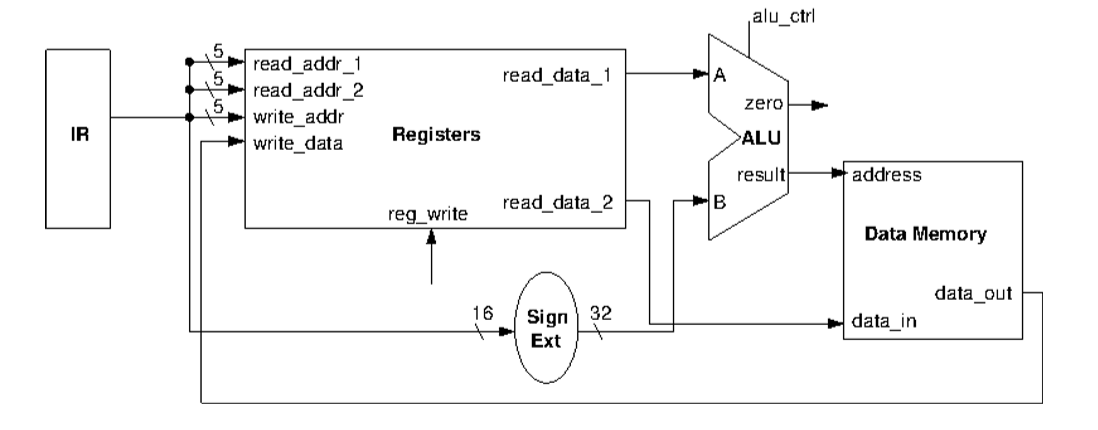 alu_ctrl
5
read_addr_1
5
read_addr_2
5
write_addr
write_data
IR
Registers
read_data_1
read_data_2
reg_write
A
zero
ALU
result
B
address
Data Memory
data_out
data_in
16
Sign
Ext
32